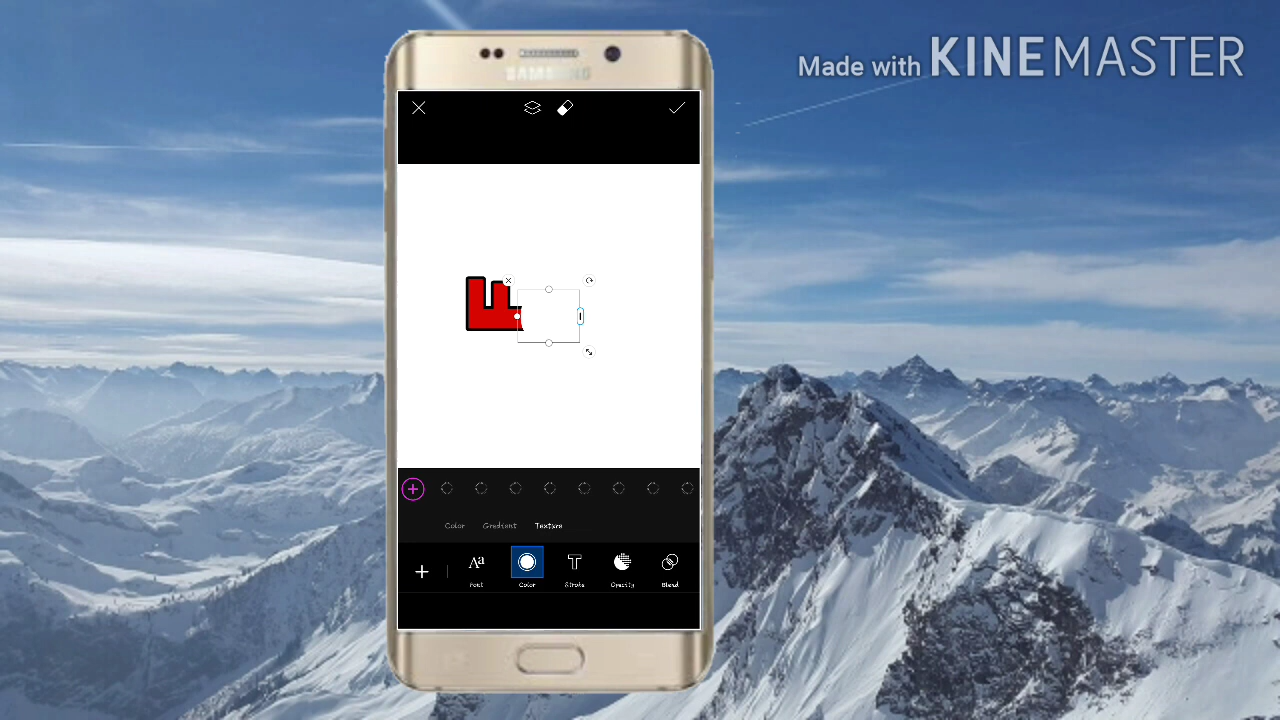 Made with KINEMASTER
SAMSUNG
Color Gradient Texture
Font Color Stroke Opacity Blend